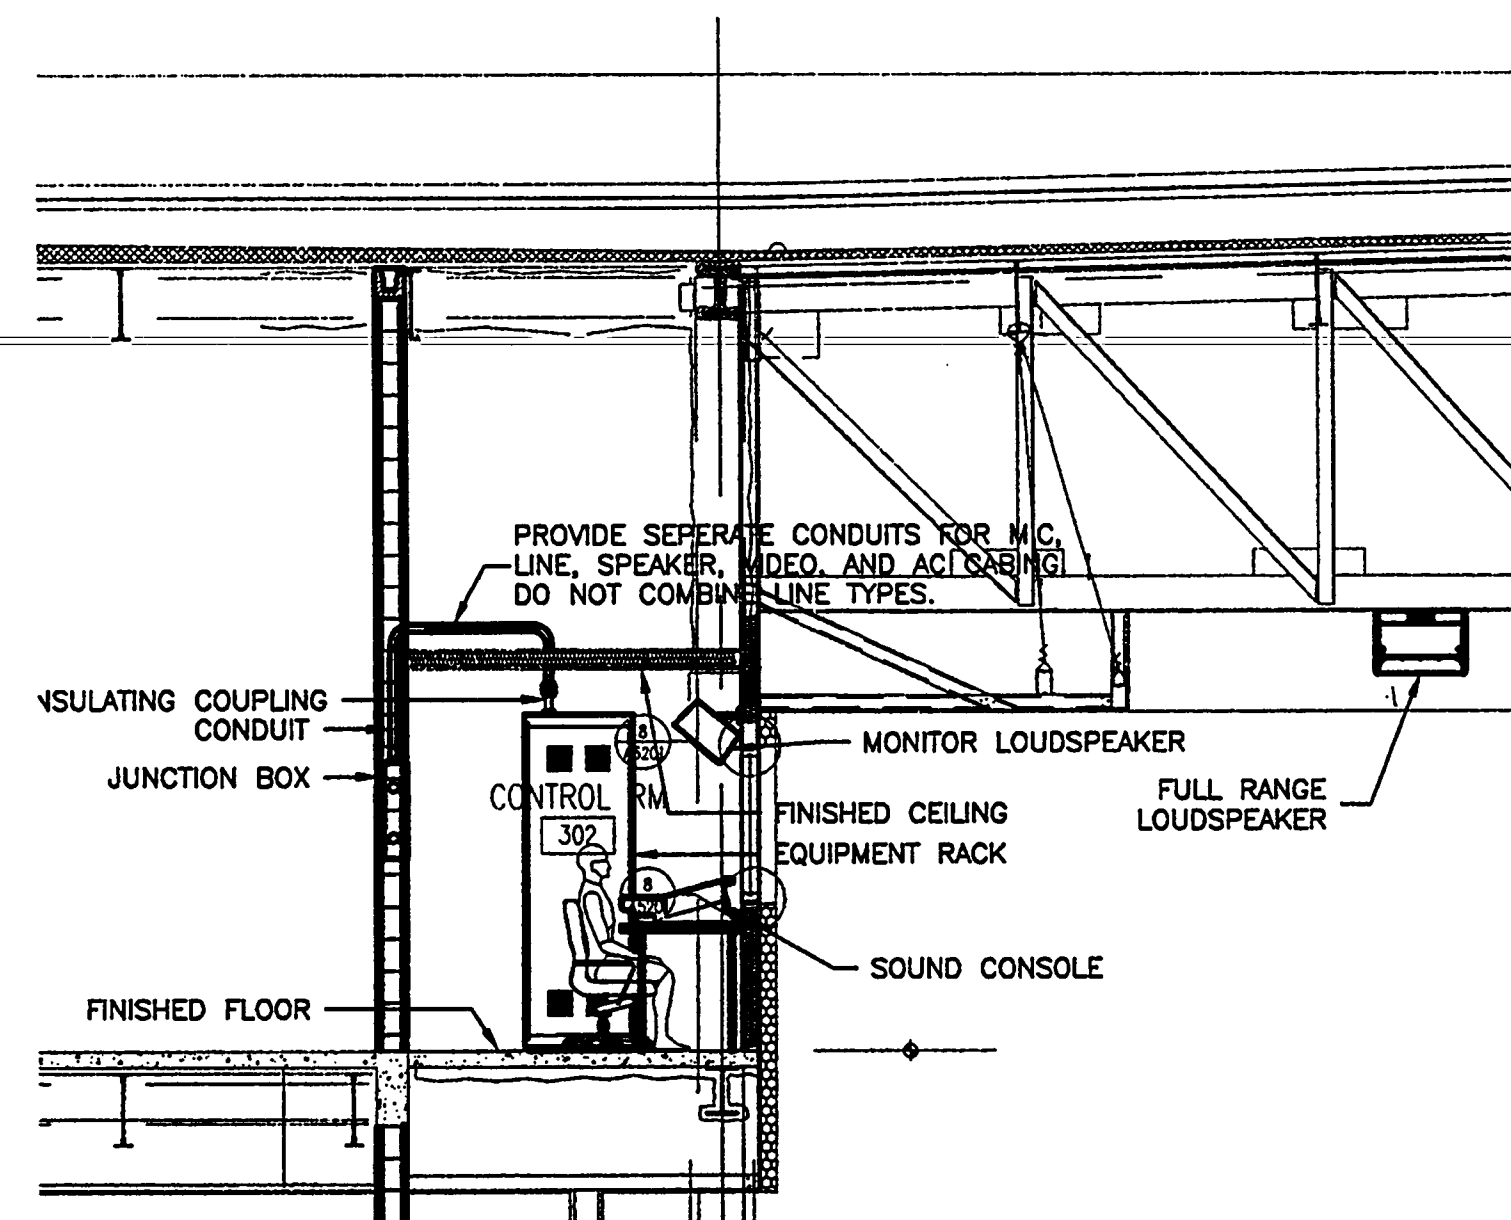 PROVIDE SEPERATE CONDUITS FOR MIC,
LINE, SPEAKER, VIDEO, AND AC CABING
DO NOT COMBINE LINE TYPES.
NSULATING COUPLING
CONDUIT
JUNCTION BOX
8
A5201
MONITOR LOUDSPEAKER
FULL RANGE
LOUDSPEAKER
CONTROL RM
302
FINISHED CEILING
EQUIPMENT RACK
8
SOUND CONSOLE
FINISHED FLOOR